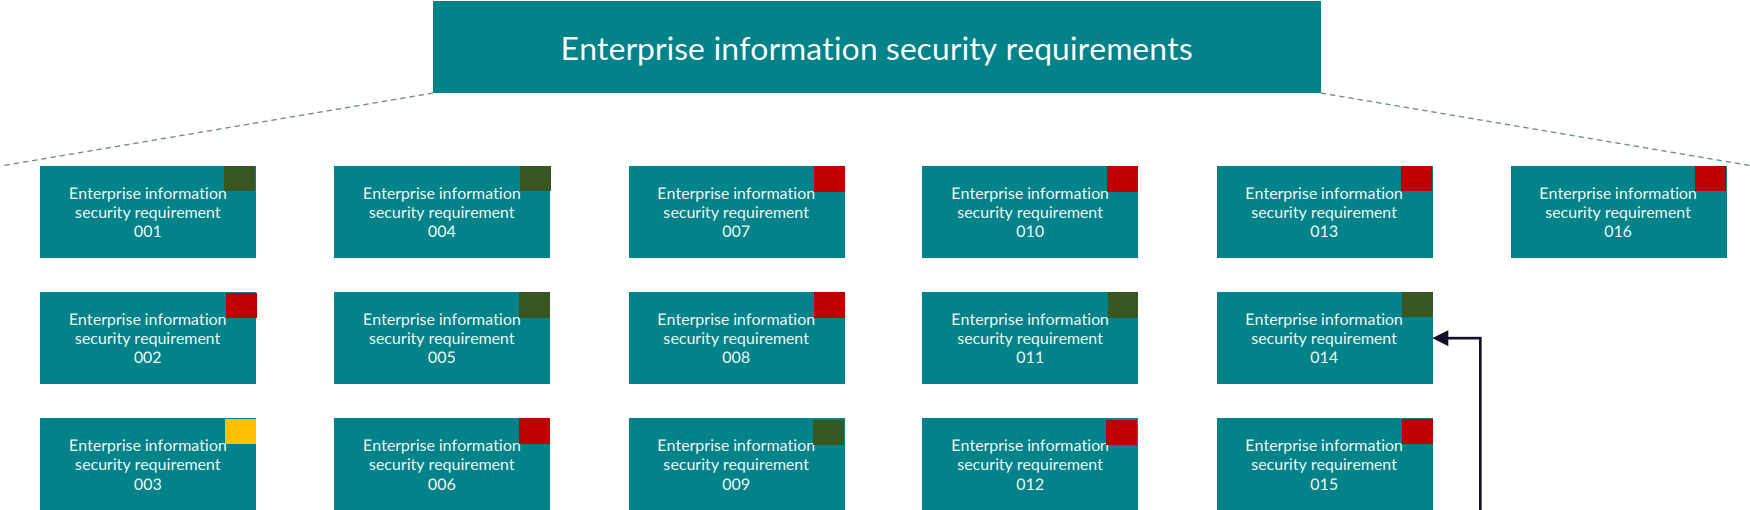 Enterprise information security requirements
Enterprise information
security requirement
001
Enterprise information
security requirement
004
Enterprise information
security requirement
007
Enterprise information
security requirement
010
Enterprise information
security requirement
013
Enterprise information
security requirement
016
Enterprise information
security requirement
002
Enterprise information
security requirement
005
Enterprise information
security requirement
008
Enterprise information
security requirement
011
Enterprise information
security requirement
014
Enterprise information
security requirement
003
Enterprise information
security requirement
006
Enterprise information
security requirement
009
Enterprise information
security requirement
012
Enterprise information
security requirement
015